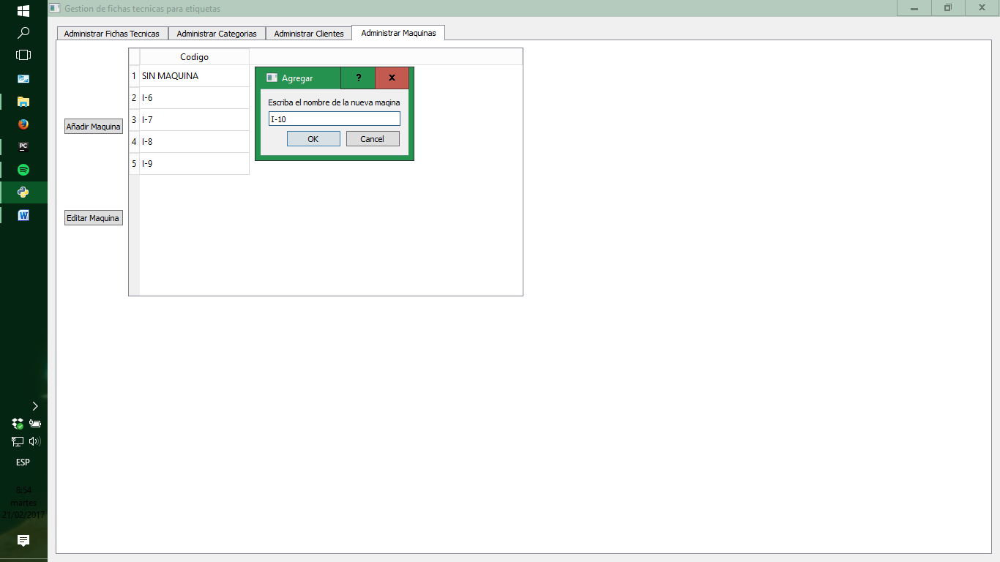 Gestion de fichas tecnicas para etiquetas
Administrar Fichas Tecnicas
Administrar Categorias
Administrar Clientes
Administrar Maquinas
Codigo
1 SIN MAQUINA
2 I-6
3 I-7
4 I-8
5 I-9
Añadir Maquina
Editar Maquina
Agregar
?
X
Escriba el nombre de la nueva maqina
I-10
OK
Cancel
PC
W
ESP
8:54
martes
21/02/2017